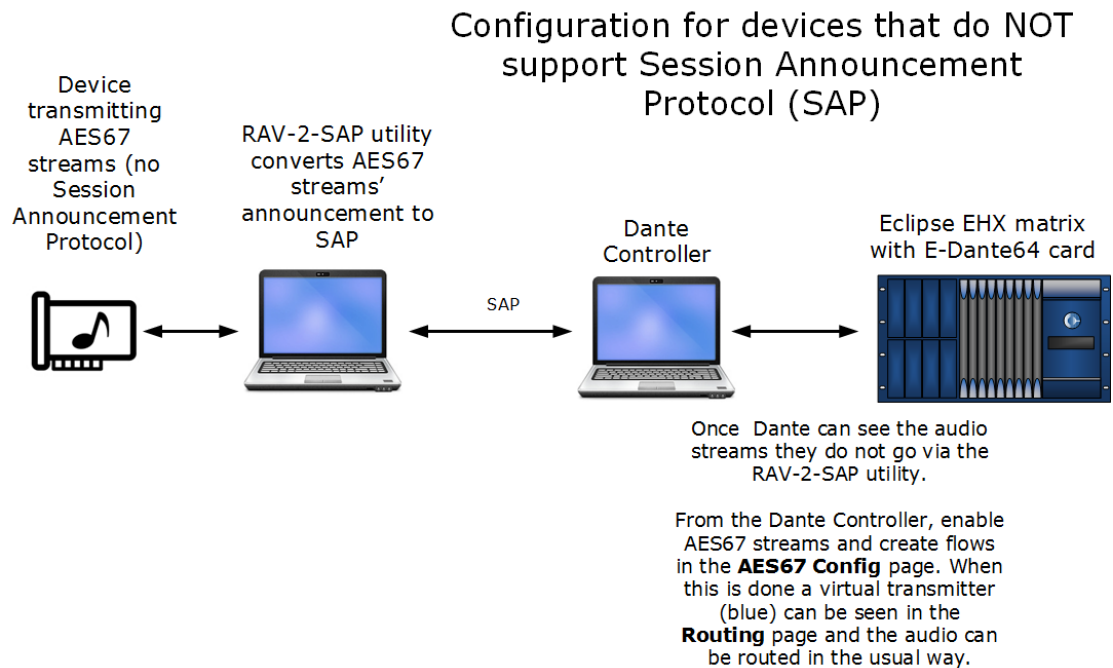 Configuration for devices that do NOT
support Session Announcement
Protocol (SAP)
Device
transmitting
AES67
streams (no
Session
Announcement
Protocol)
RAV-2-SAP utility
converts AES67
streams’
announcement to
SAP
SAP
Dante
Controller
Eclipse EHX matrix
with E-Dante64 card
Once Dante can see the audio
streams they do not go via the
RAV-2-SAP utility.
From the Dante Controller, enable
AES67 streams and create flows
in the AES67 Config page. When
this is done a virtual transmitter
(blue) can be seen in the
Routing page and the audio can
be routed in the usual way.